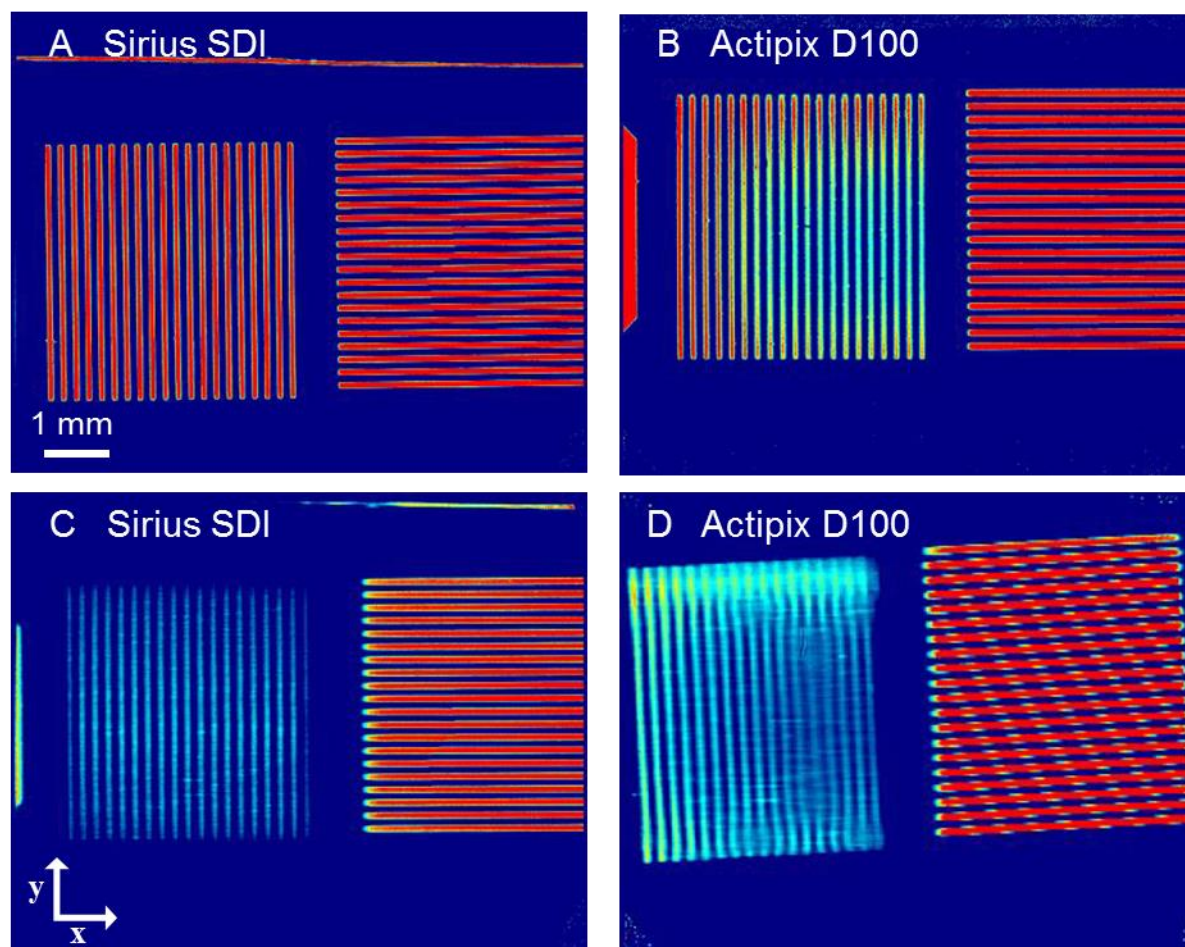 A Sirius SDI
B Actipix D100
1 mm
C Sirius SDI
D Actipix D100
y
x